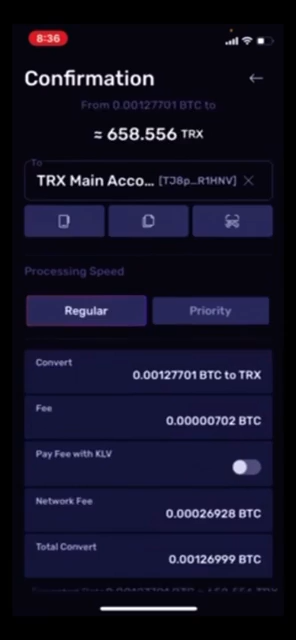 8:36
Confirmation
From 0.00127701 BTC to
≈ 658.556 TRX
To
TRX Main Acco... [TJ8p...R1HNV]
Processing Speed
Regular
Priority
Convert
0.00127701 BTC to TRX
Fee
0.00000702 BTC
Pay Fee with KLV
Network Fee
0.00026928 BTC
Total Convert
0.00126999 BTC